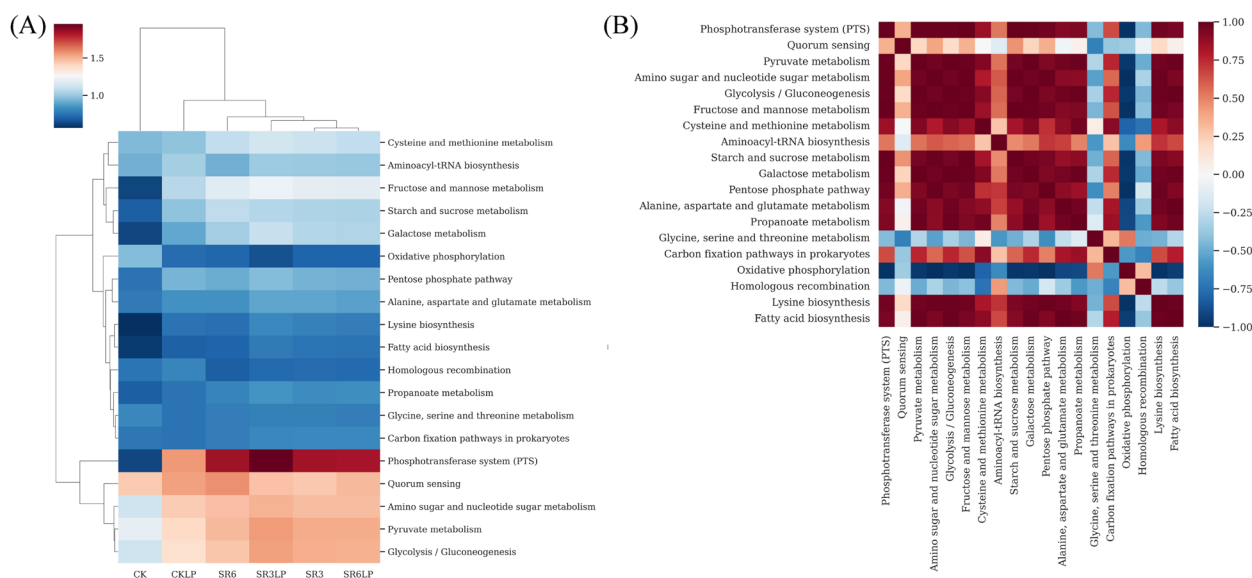 (A)
1.5
1.0
Cysteine and methionine metabolism
Aminoacyl-tRNA biosynthesis
Fructose and mannose metabolism
Starch and sucrose metabolism
Galactose metabolism
Oxidative phosphorylation
Pentose phosphate pathway
Alanine, aspartate and glutamate metabolism
Lysine biosynthesis
Fatty acid biosynthesis
Homologous recombination
Propanoate metabolism
Glycine, serine and threonine metabolism
Carbon fixation pathways in prokaryotes
Phosphotransferase system (PTS)
Quorum sensing
Amino sugar and nucleotide sugar metabolism
Pyruvate metabolism
Glycolysis / Gluconeogenesis
CK CKLP SR6 SR3LP SR3 SR6LP
(B)
Phosphotransferase system (PTS)
Quorum sensing
Pyruvate metabolism
Amino sugar and nucleotide sugar metabolism
Glycolysis / Gluconeogenesis
Fructose and mannose metabolism
Cysteine and methionine metabolism
Aminoacyl-tRNA biosynthesis
Starch and sucrose metabolism
Galactose metabolism
Pentose phosphate pathway
Alanine, aspartate and glutamate metabolism
Propanoate metabolism
Glycine, serine and threonine metabolism
Carbon fixation pathways in prokaryotes
Oxidative phosphorylation
Homologous recombination
Lysine biosynthesis
Fatty acid biosynthesis
1.00
0.75
0.50
0.25
0.00
−0.25
−0.50
−0.75
−1.00
Phosphotransferase system (PTS)
Quorum sensing
Pyruvate metabolism
Amino sugar and nucleotide sugar metabolism
Glycolysis / Gluconeogenesis
Fructose and mannose metabolism
Cysteine and methionine metabolism
Aminoacyl-tRNA biosynthesis
Starch and sucrose metabolism
Galactose metabolism
Pentose phosphate pathway
Alanine, aspartate and glutamate metabolism
Propanoate metabolism
Glycine, serine and threonine metabolism
Carbon fixation pathways in prokaryotes
Oxidative phosphorylation
Homologous recombination
Lysine biosynthesis
Fatty acid biosynthesis